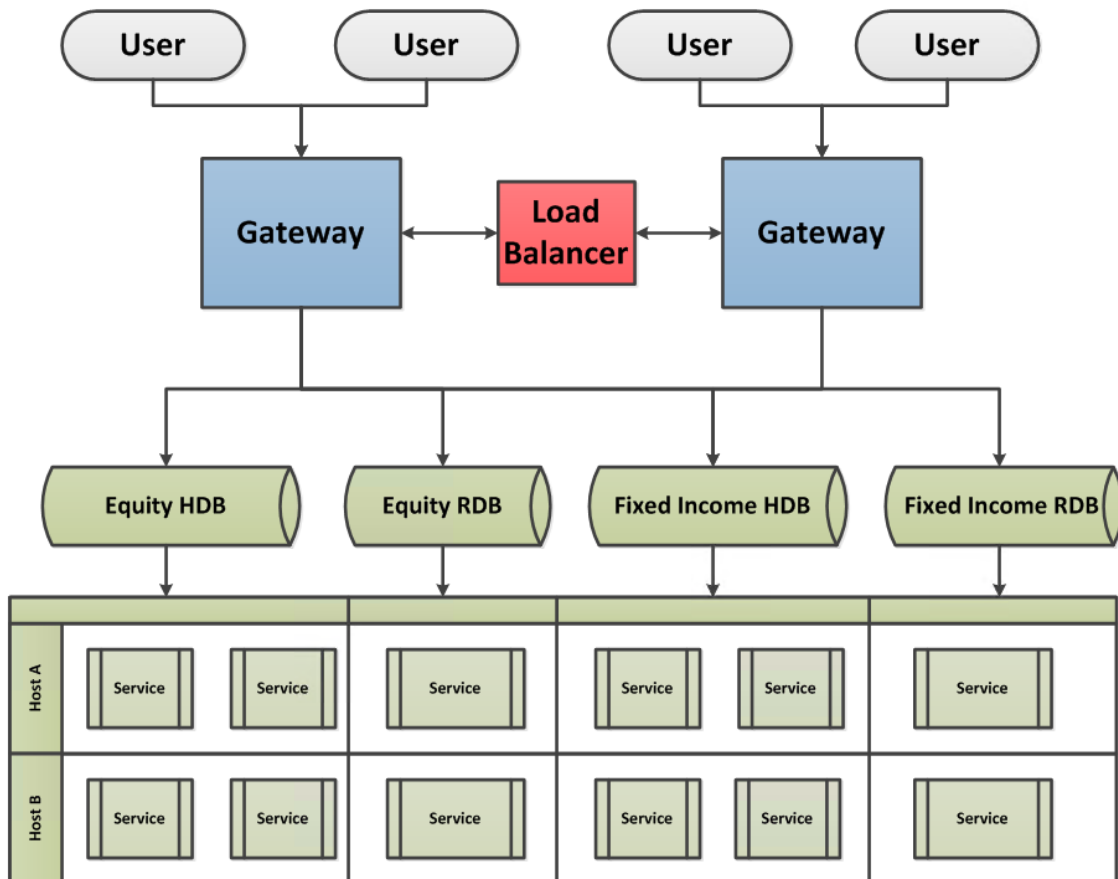 User
User
User
User
Gateway
Load
Balancer
Gateway
Equity HDB
Equity RDB
Fixed Income HDB
Fixed Income RDB
Host A
Service
Service
Service
Service
Service
Service
Host B
Service
Service
Service
Service
Service
Service